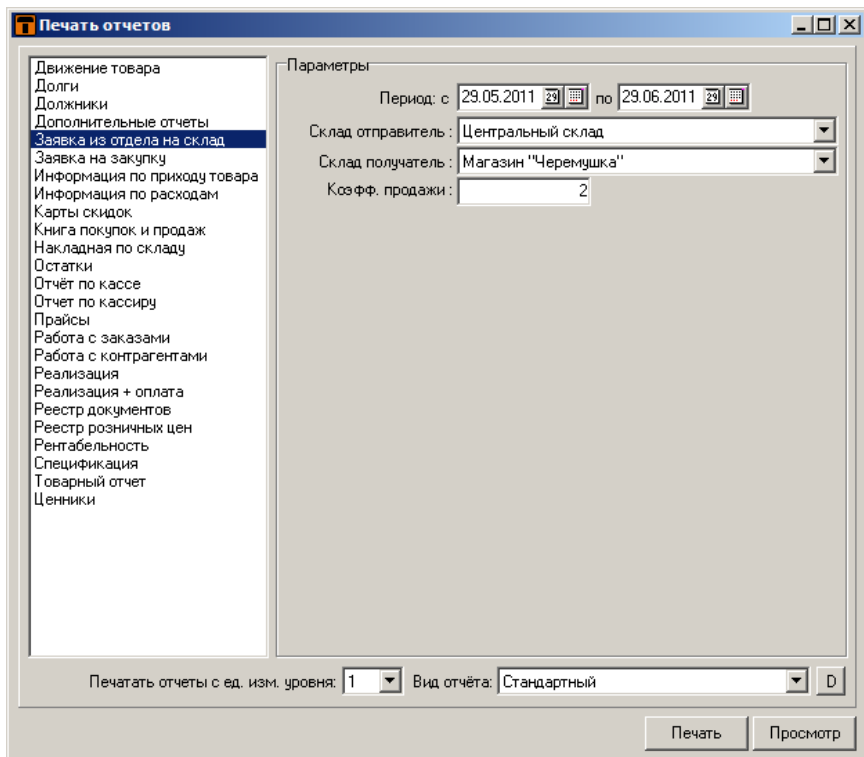 Печать отчетов
Движение товара
Долги
Должники
Дополнительные отчеты
Заявка из отдела на склад
Заявка на закупку
Информация по приходу товара
Информация по расходам
Карты скидок
Книга покупок и продаж
Накладная по складу
Остатки
Отчёт по кассе
Отчет по кассиру
Прайсы
Работа с заказами
Работа с контрагентами
Реализация
Реализация + оплата
Реестр документов
Реестр розничных цен
Рентабельность
Спецификация
Товарный отчет
Ценники
Параметры
Период: с 29.05.2011 29 по 29.06.2011 29
Склад отправитель : Центральный склад
Склад получатель : Магазин "Черемушка"
Коэфф. продажи : 2
Печатать отчеты с ед. изм. уровня: 1 Вид отчёта: Стандартный D
Печать Просмотр